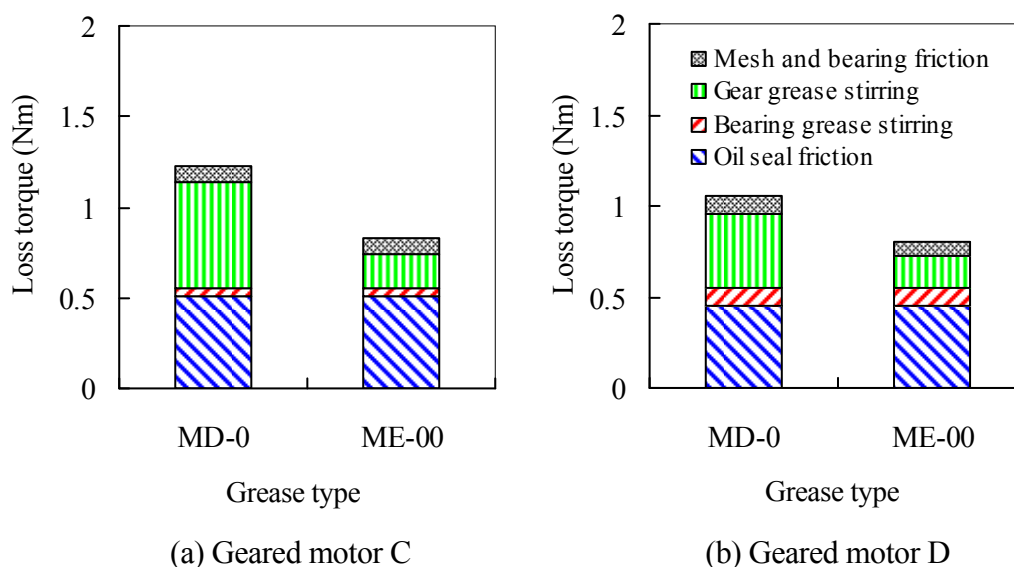 2
1.5
1
0.5
0
Loss torque (Nm)
MD-0
ME-00
Grease type
(a) Geared motor C
2
1.5
1
0.5
0
Loss torque (Nm)
Mesh and bearing friction
Gear grease stirring
Bearing grease stirring
Oil seal friction
MD-0
ME-00
Grease type
(b) Geared motor D